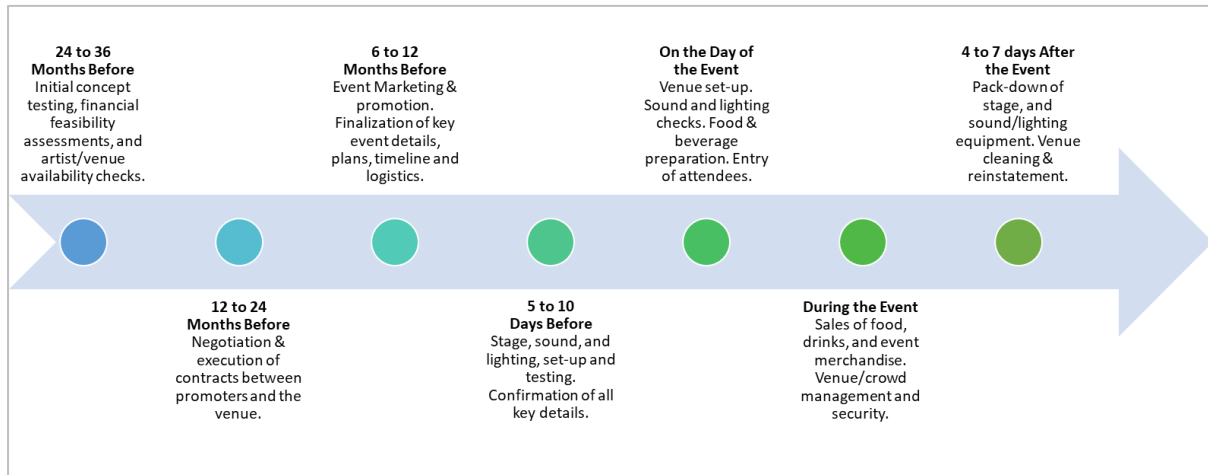 24 to 36
Months Before
Initial concept
testing, financial
feasibility
assessments, and
artist/venue
availability checks.
12 to 24
Months Before
Negotiation &
execution of
contracts between
promoters and the
venue.
6 to 12
Months Before
Event Marketing &
promotion.
Finalization of key
event details,
plans, timeline and
logistics.
5 to 10
Days Before
Stage, sound, and
lighting, set-up and
testing.
Confirmation of all
key details.
On the Day of
the Event
Venue set-up.
Sound and lighting
checks. Food &
beverage
preparation. Entry
of attendees.
During the Event
Sales of food,
drinks, and event
merchandise.
Venue/crowd
management and
security.
4 to 7 days After
the Event
Pack-down of
stage, and
sound/lighting
equipment. Venue
cleaning &
reinstatement.